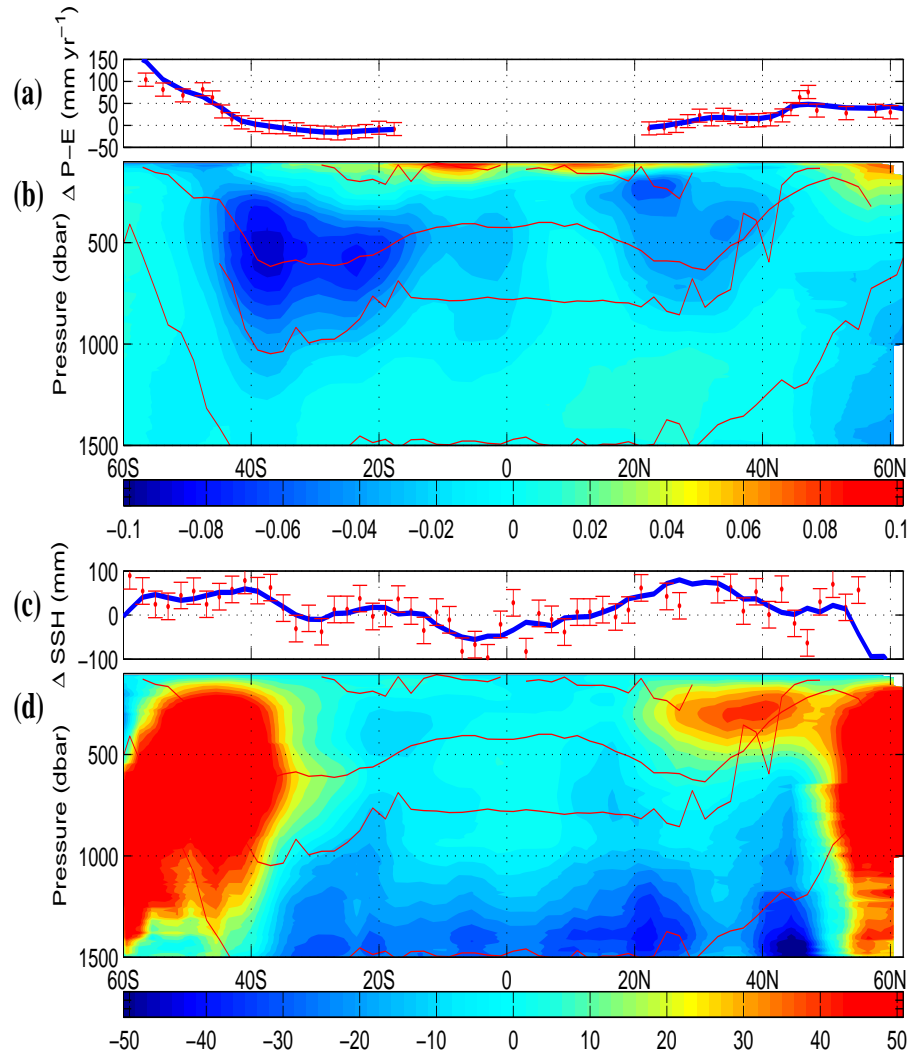 (a)
Δ P−E (mm yr⁻¹)
150
100
50
0
−50
(b)
Pressure (dbar)
500
1000
1500
60S 40S 20S 0 20N 40N 60N
−0.1 −0.08 −0.06 −0.04 −0.02 0 0.02 0.04 0.06 0.08 0.1
(c)
Δ SSH (mm)
100
0
−100
(d)
Pressure (dbar)
500
1000
1500
60S 40S 20S 0 20N 40N 60N
−50 −40 −30 −20 −10 0 10 20 30 40 50